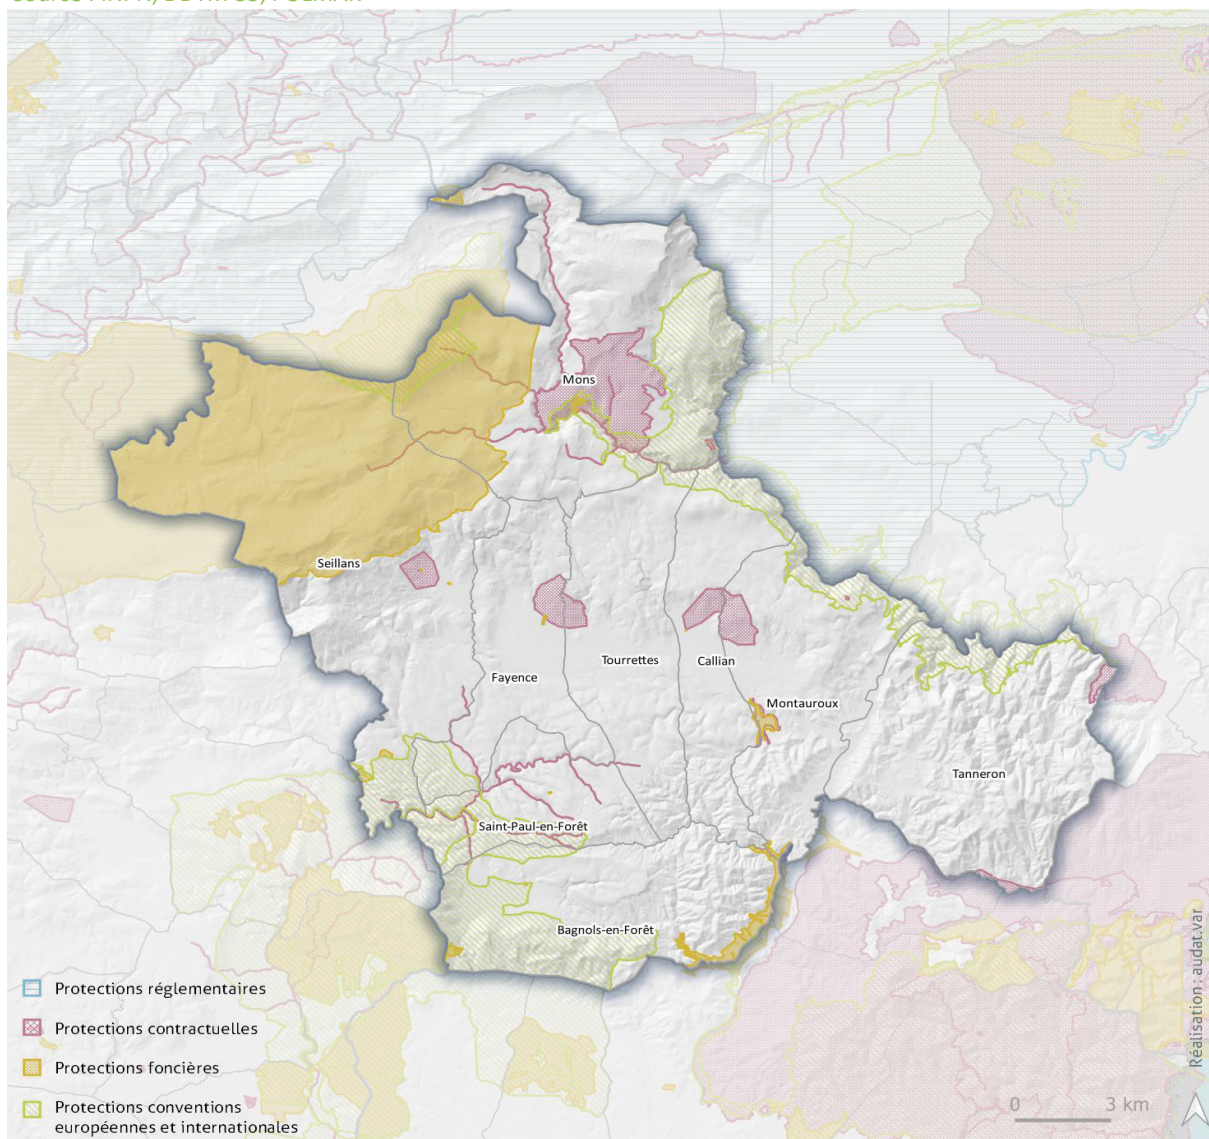 Mons
Seillans
Fayence
Tourrettes
Callian
Montauroux
Tanneron
Saint-Paul-en-Forêt
Bagnols-en-Forêt
Protections réglementaires
Protections contractuelles
Protections foncières
Protections conventions
européennes et internationales
0 3 km
Réalisation : audat.var